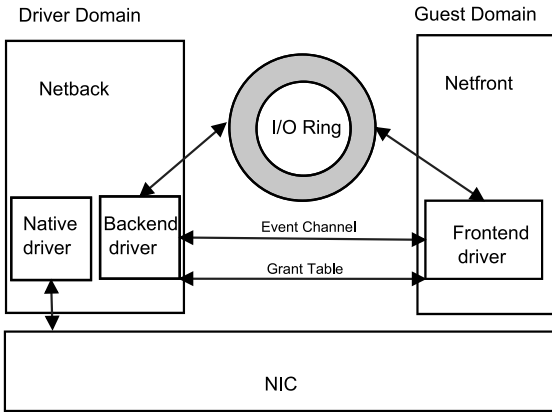 Driver Domain
Guest Domain
Netback
Netfront
I/O Ring
Native
driver
Backend
driver
Event Channel
Grant Table
Frontend
driver
NIC